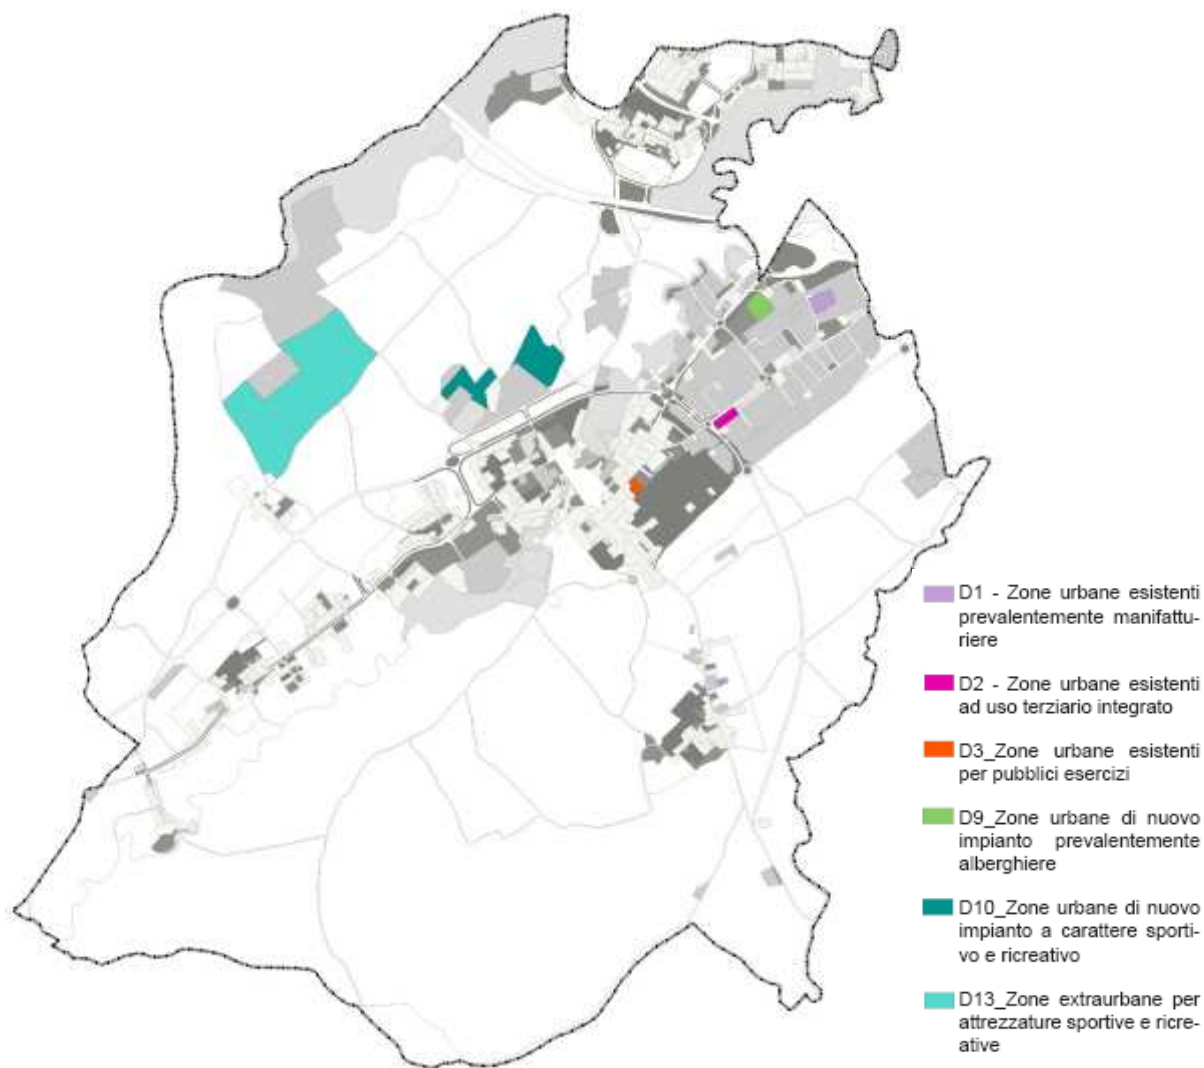 D1 - Zone urbane esistenti
prevalentemente manifattu-
riere
D2 - Zone urbane esistenti
ad uso terziario integrato
D3_Zone urbane esistenti
per pubblici esercizi
D9_Zone urbane di nuovo
impianto prevalentemente
alberghiere
D10_Zone urbane di nuovo
impianto a carattere sporti-
vo e ricreativo
D13_Zone extraurbane per
attrezzature sportive e ricre-
ative